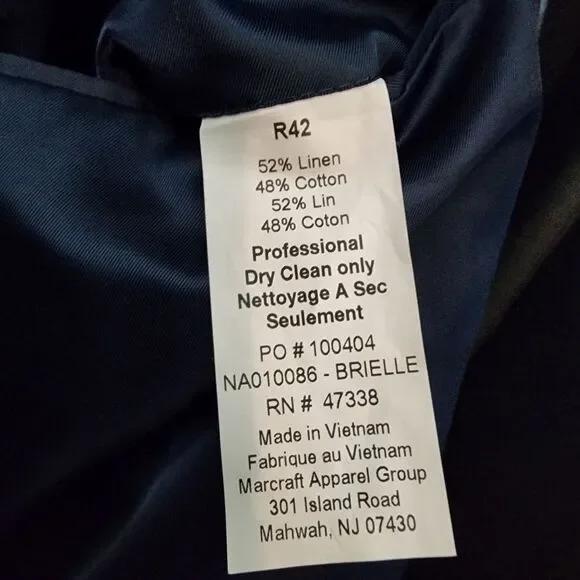 R42
52% Linen
48% Cotton
52% Lin
48% Coton
Professional
Dry Clean only
Nettoyage A Sec
Seulement
PO # 100404
NA010086 - BRIELLE
RN # 47338
Made in Vietnam
Fabrique au Vietnam
Marcraft Apparel Group
301 Island Road
Mahwah, NJ 07430